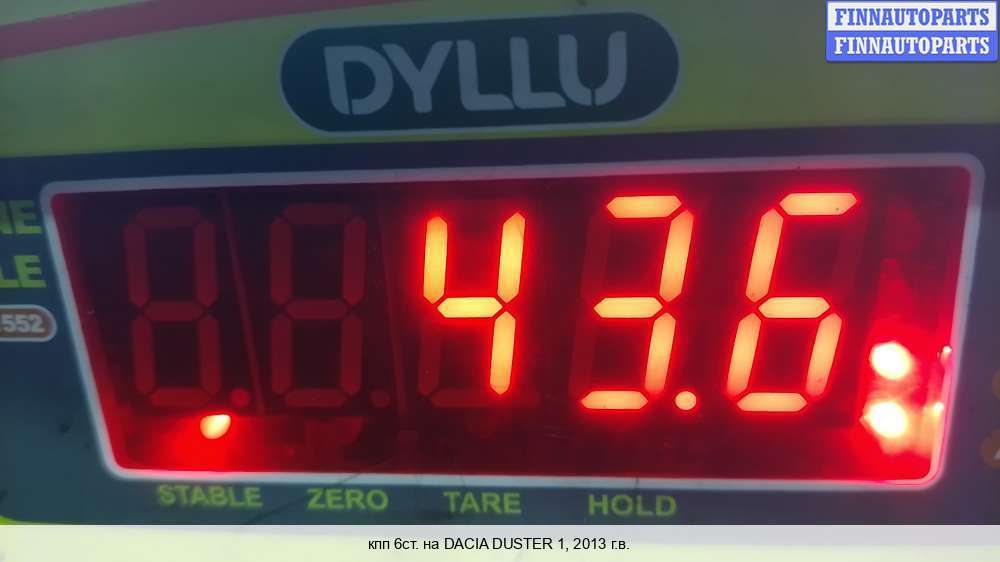 FINNAUTOPARTS
FINNAUTOPARTS
DYLLU
NE
LE
552
43.6
STABLE ZERO TARE HOLD
кпп 6ст. на DACIA DUSTER 1, 2013 г.в.